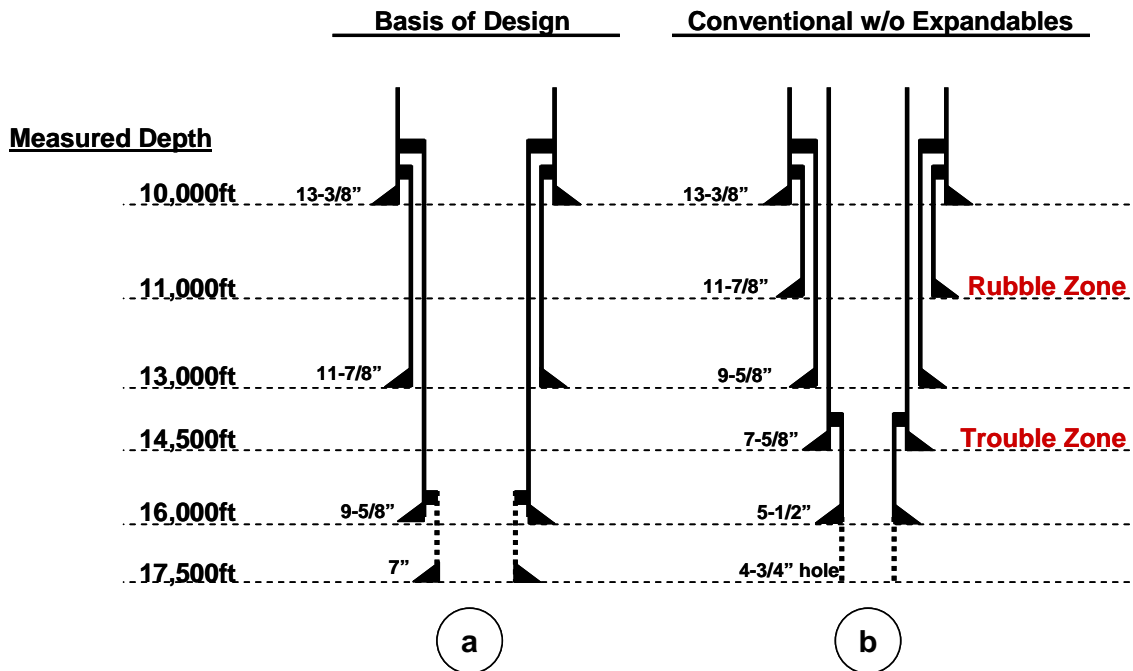 Basis of Design Conventional w/o Expandables
Measured Depth
10,000ft 13-3/8” 13-3/8”
11,000ft 11-7/8” Rubble Zone
13,000ft 11-7/8” 9-5/8”
14,500ft 7-5/8” Trouble Zone
16,000ft 9-5/8” 5-1/2”
17,500ft 7” 4-3/4” hole
a b